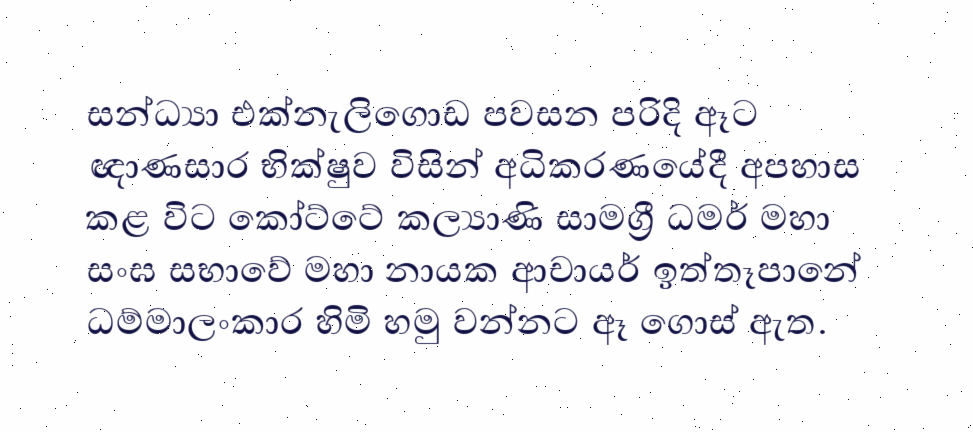 සන්ධ්‍යා එක්නැලිගොඩ පවසන පරිදි ඇෑට
ඥාණසාර භික්ෂුව විසින් අධිකරණයේදී අපහාස
කළ විට කෝට්ටේ කල්‍යාණි සාමග්‍රී ධමර් මහා
සංඝ සභාවේ මහා නායක ආචායර් ඉත්තෑපානේ
ධම්මාලංකාර හිමි හමු වන්නට ඈ ගොස් ඇත.